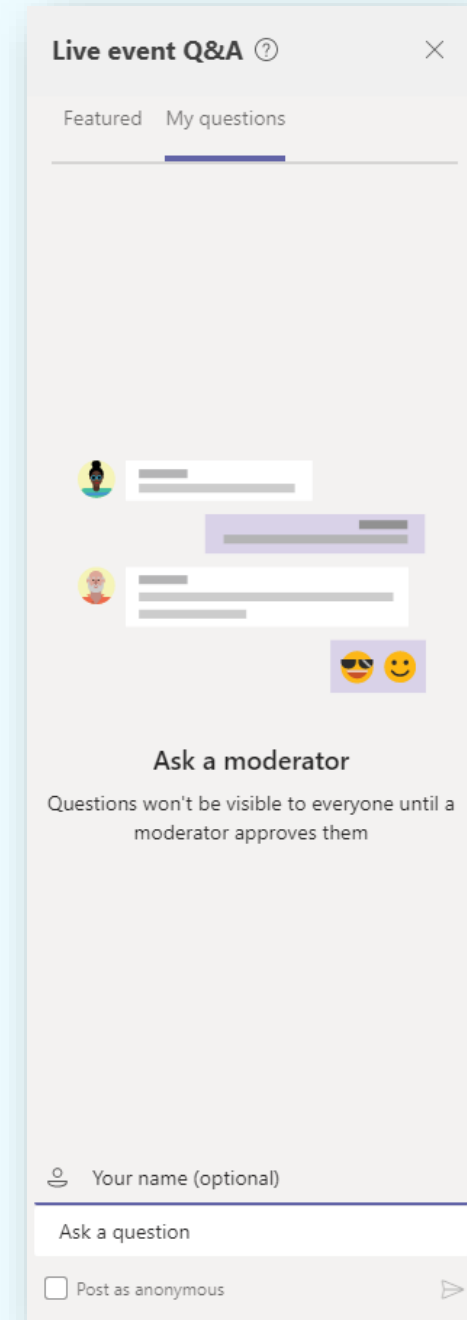 Live event Q&A
Featured My questions
Ask a moderator
Questions won't be visible to everyone until a
moderator approves them
Your name (optional)
Ask a question
Post as anonymous